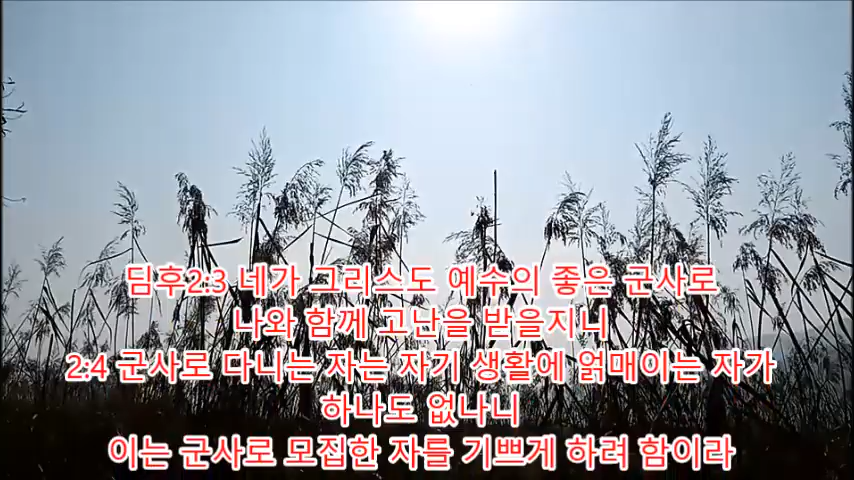 딤후2:3 네가 그리스도 예수의 좋은 군사로
나와 함께 고난을 받을지니
2:4 군사로 다니는 자는 자기 생활에 얽매이는 자가
하나도 없나니
이는 군사로 모집한 자를 기쁘게 하려 함이라